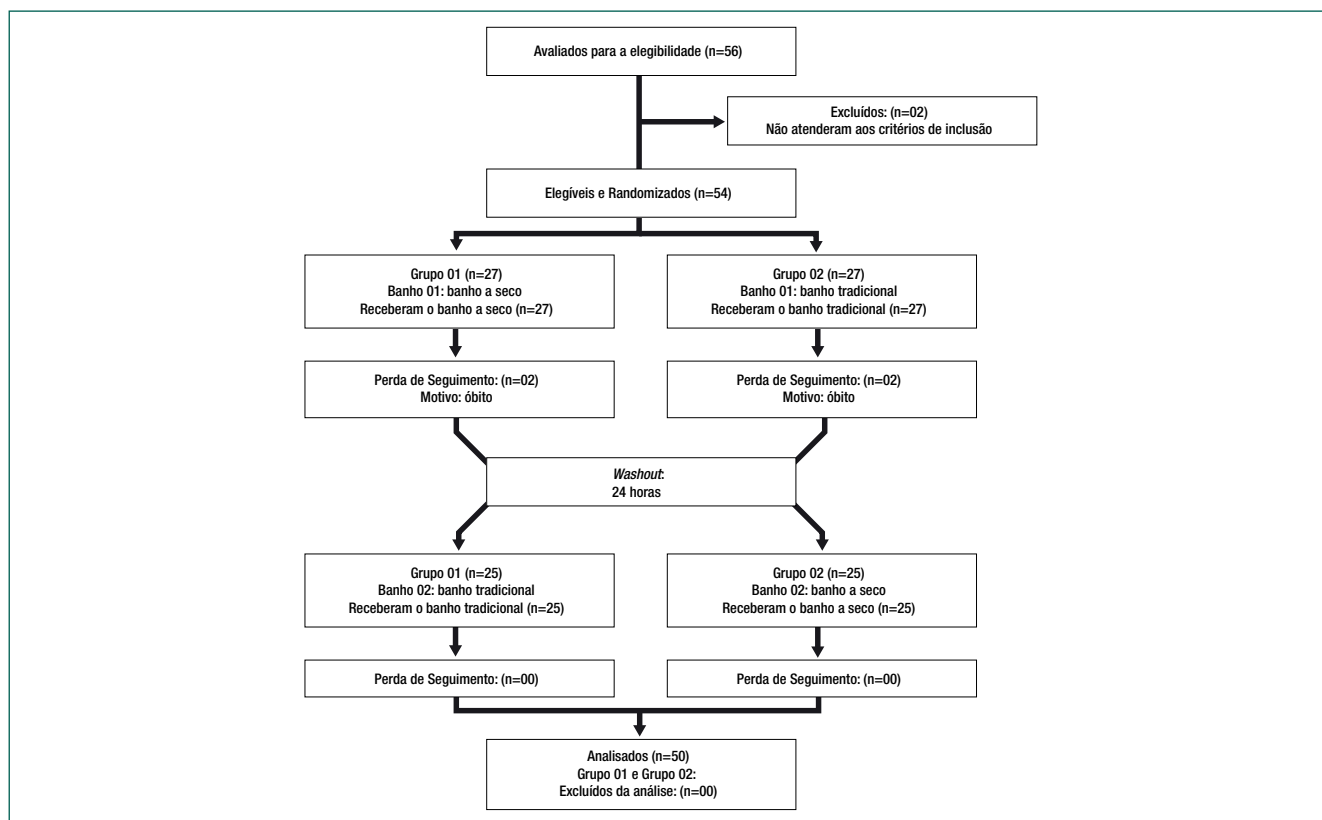 Avaliados para a elegibilidade (n=56)
Excluídos: (n=02)
Não atenderam aos critérios de inclusão
Elegíveis e Randomizados (n=54)
Grupo 01 (n=27)
Banho 01: banho a seco
Receberam o banho a seco (n=27)
Grupo 02 (n=27)
Banho 01: banho tradicional
Receberam o banho tradicional (n=27)
Perda de Seguimento: (n=02)
Motivo: óbito
Perda de Seguimento: (n=02)
Motivo: óbito
Washout:
24 horas
Grupo 01 (n=25)
Banho 02: banho tradicional
Receberam o banho tradicional (n=25)
Grupo 02 (n=25)
Banho 02: banho a seco
Receberam o banho a seco (n=25)
Perda de Seguimento: (n=00)
Perda de Seguimento: (n=00)
Analisados (n=50)
Grupo 01 e Grupo 02:
Excluídos da análise: (n=00)